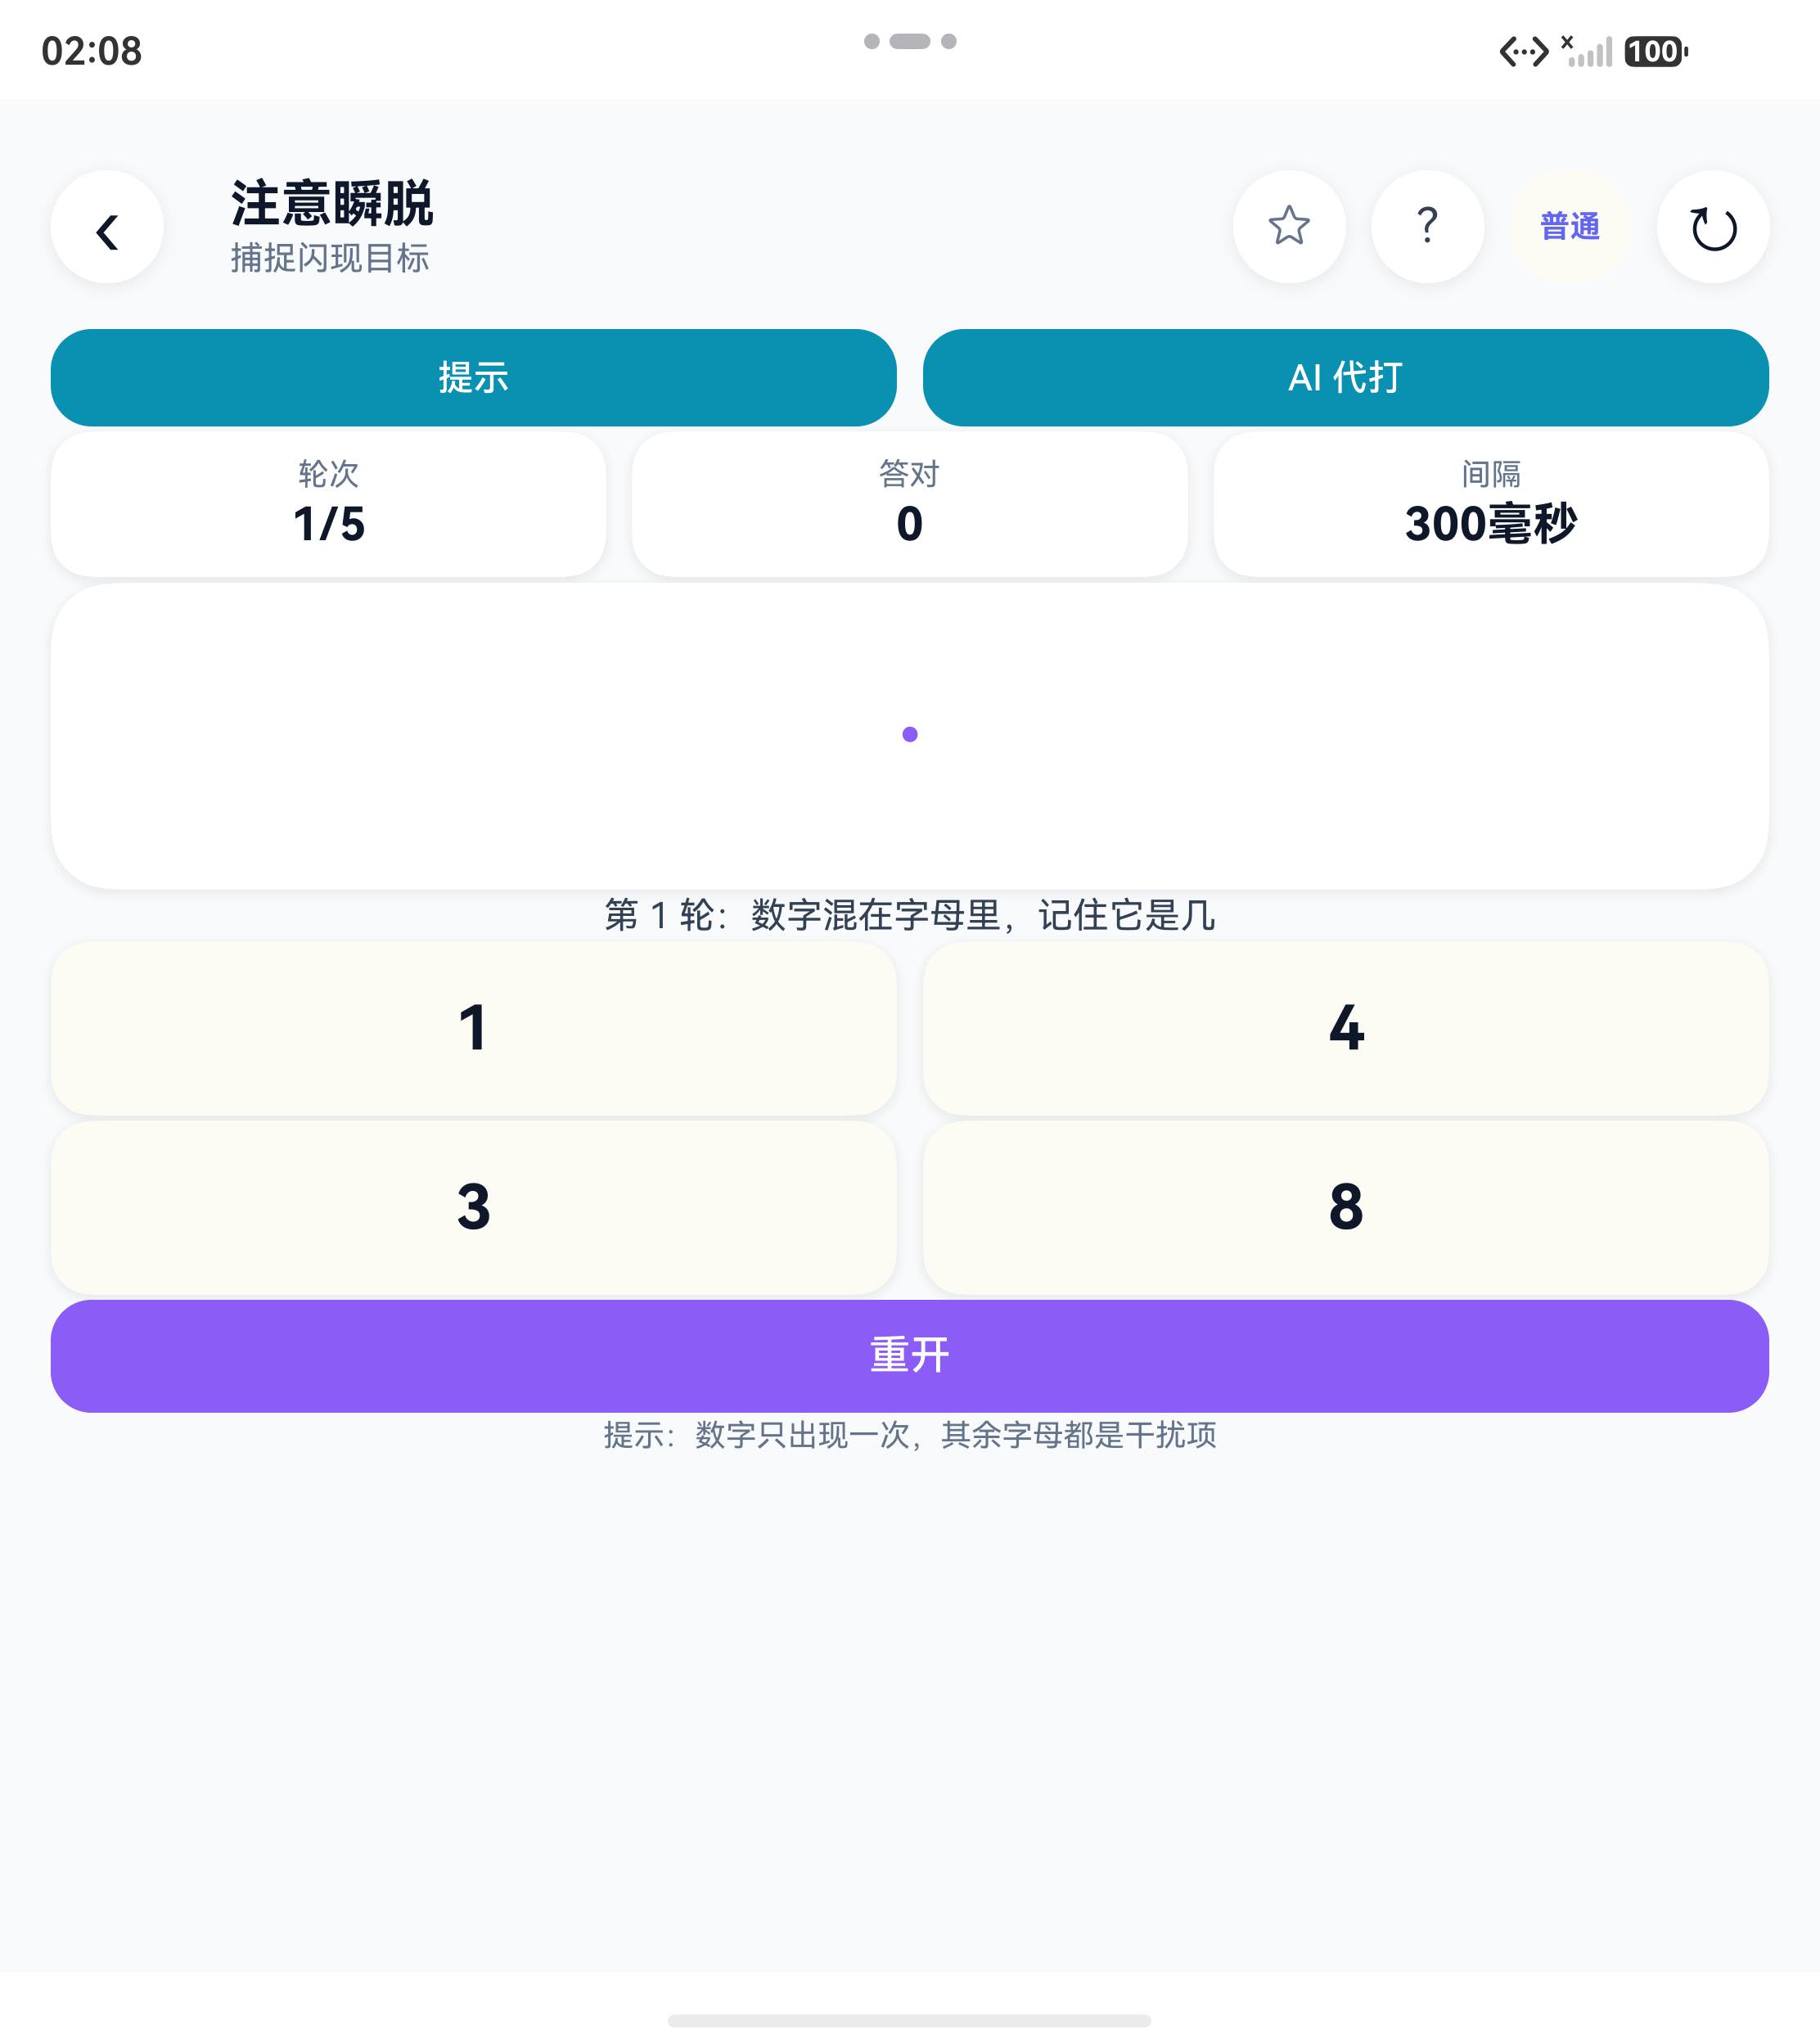 02:08
100
注意瞬脱
捕捉闪现目标
?
普通
提示
AI 代打
轮次
1/5
答对
0
间隔
300毫秒
第 1 轮：数字混在字母里，记住它是几
1
4
3
8
重开
提示：数字只出现一次，其余字母都是干扰项